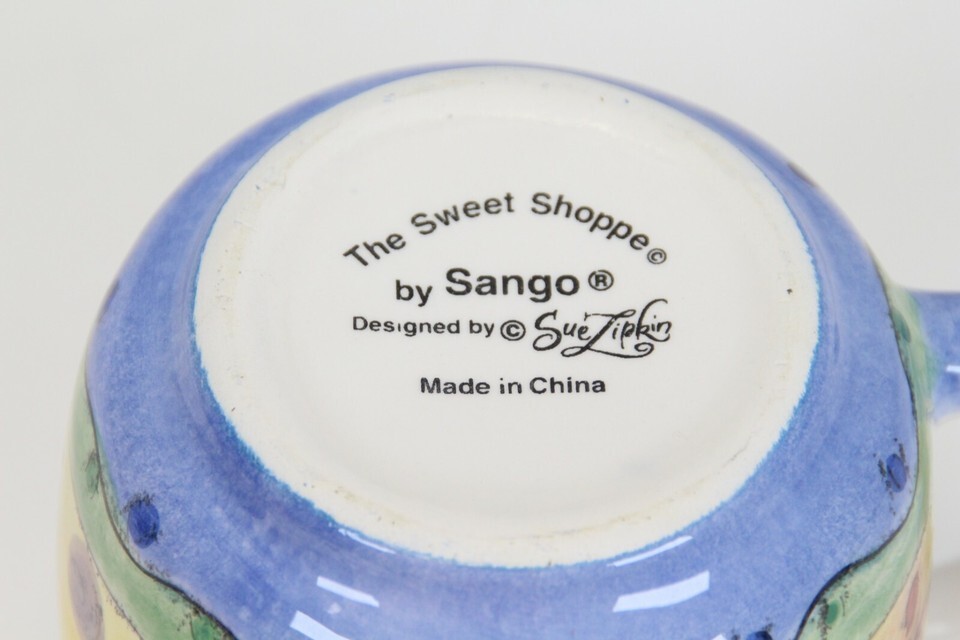 The Sweet Shoppe©
by Sango®
Designed by © Sue Zipkin
Made in China